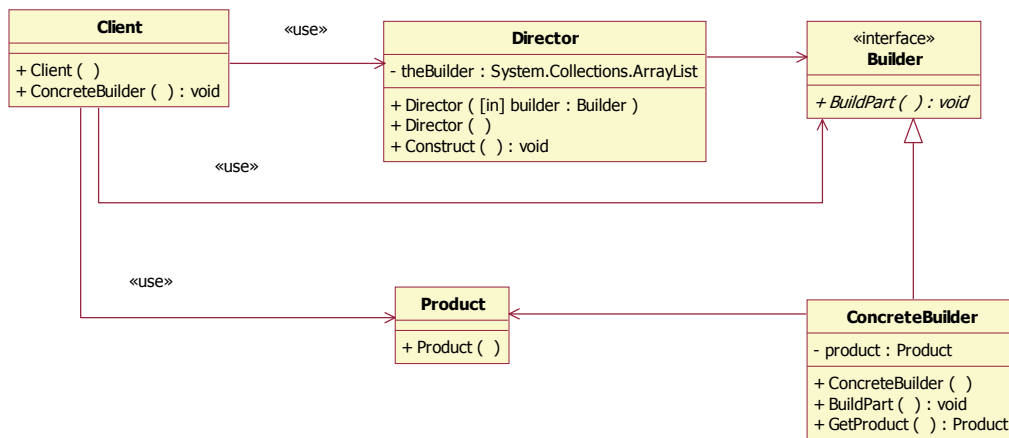 Client
+ Client ( )
+ ConcreteBuilder ( ) : void
«use»
Director
- theBuilder : System.Collections.ArrayList
+ Director ( [in] builder : Builder )
+ Director ( )
+ Construct ( ) : void
«interface»
Builder
+ BuildPart ( ) : void
«use»
«use»
Product
+ Product ( )
ConcreteBuilder
- product : Product
+ ConcreteBuilder ( )
+ BuildPart ( ) : void
+ GetProduct ( ) : Product